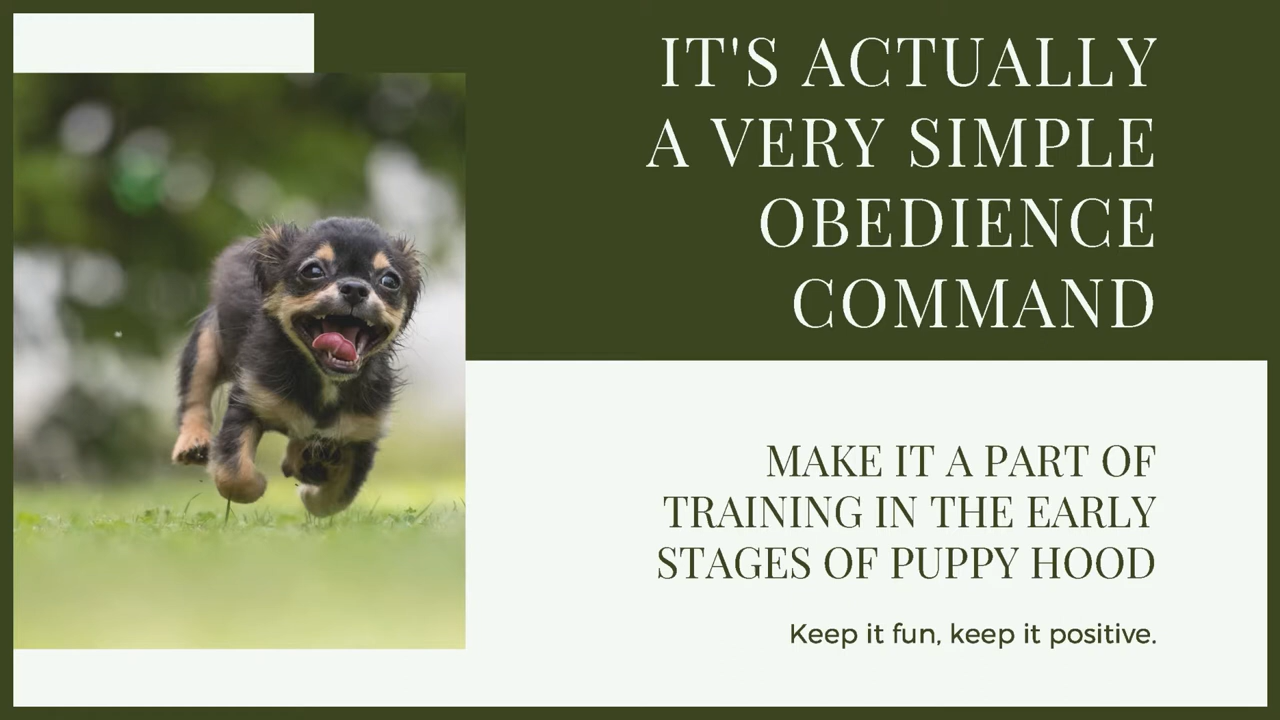 IT'S ACTUALLY
A VERY SIMPLE
OBEDIENCE
COMMAND
MAKE IT A PART OF
TRAINING IN THE EARLY
STAGES OF PUPPY HOOD
Keep it fun, keep it positive.